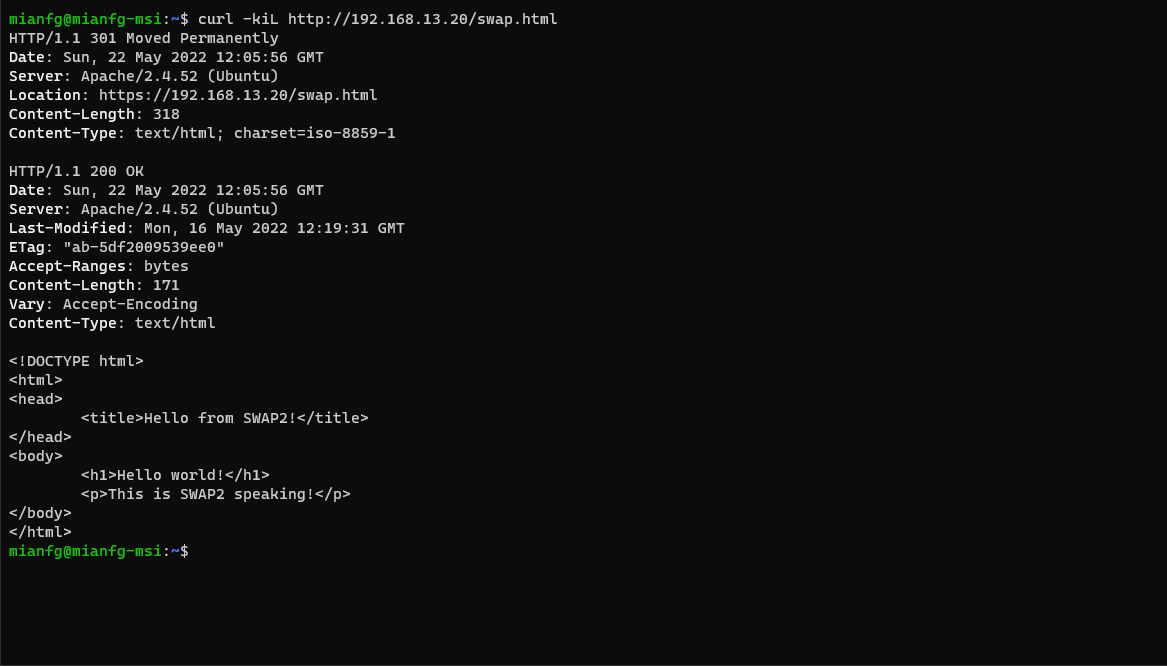 mianfg@mianfg-msi:~$ curl -kiL http://192.168.13.20/swap.html
HTTP/1.1 301 Moved Permanently
Date: Sun, 22 May 2022 12:05:56 GMT
Server: Apache/2.4.52 (Ubuntu)
Location: https://192.168.13.20/swap.html
Content-Length: 318
Content-Type: text/html; charset=iso-8859-1

HTTP/1.1 200 OK
Date: Sun, 22 May 2022 12:05:56 GMT
Server: Apache/2.4.52 (Ubuntu)
Last-Modified: Mon, 16 May 2022 12:19:31 GMT
ETag: "ab-5df2009539ee0"
Accept-Ranges: bytes
Content-Length: 171
Vary: Accept-Encoding
Content-Type: text/html

<!DOCTYPE html>
<html>
<head>
        <title>Hello from SWAP2!</title>
</head>
<body>
        <h1>Hello world!</h1>
        <p>This is SWAP2 speaking!</p>
</body>
</html>
mianfg@mianfg-msi:~$